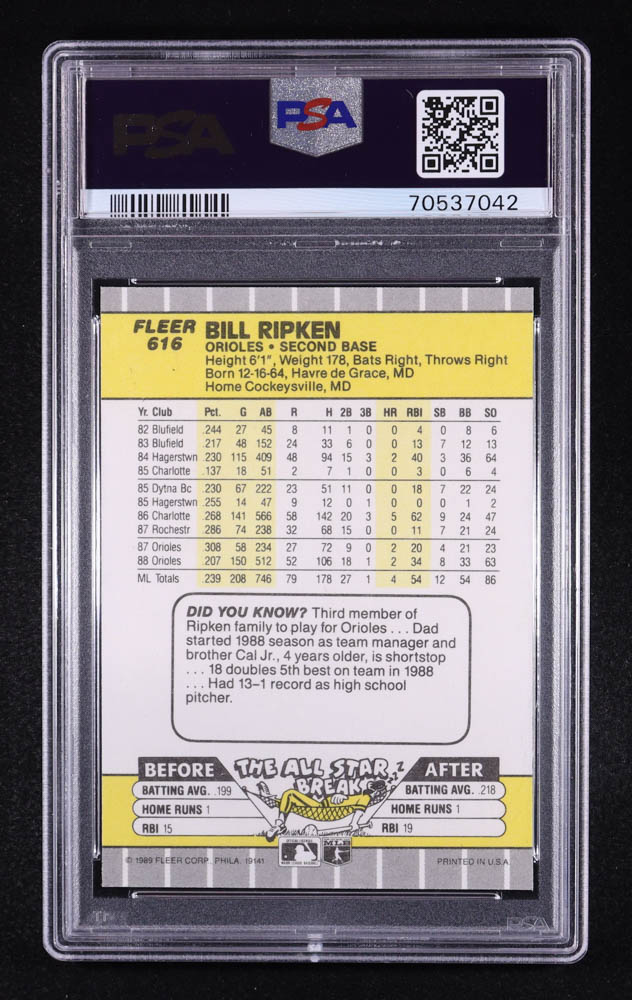 PSA
PSA
70537042
FLEER 616
BILL RIPKEN
ORIOLES • SECOND BASE
Height 6'1", Weight 178, Bats Right, Throws Right
Born 12-16-64, Havre de Grace, MD
Home Cockeysville, MD
Yr. Club Pct. G AB R H 2B 3B HR RBI SB BB SO
82 Blufield .244 27 45 8 11 1 0 0 4 0 8 6
83 Blufield .217 48 152 24 33 6 0 0 13 7 12 13
84 Hagerstwn .230 115 409 48 94 15 3 2 40 3 36 64
85 Charlotte .137 18 51 2 7 1 0 0 3 0 6 4
85 Dytna Bc .230 67 222 23 51 11 0 0 18 7 22 24
85 Hagerstwn .255 14 47 9 12 0 1 0 0 0 1 2
86 Charlotte .268 141 566 58 142 20 3 5 62 9 24 47
87 Rochestr .286 74 238 32 68 15 0 0 11 7 21 24
87 Orioles .308 58 234 27 72 9 0 2 20 4 21 23
88 Orioles .207 150 512 52 106 18 1 2 34 8 33 63
ML Totals .239 208 746 79 178 27 1 4 54 12 54 86
DID YOU KNOW? Third member of
Ripken family to play for Orioles . . . Dad
started 1988 season as team manager and
brother Cal Jr., 4 years older, is shortstop
. . . 18 doubles 5th best on team in 1988
. . . Had 13–1 record as high school
pitcher.
BEFORE THE ALL STAR BREAK AFTER
zzzz
BATTING AVG. .199 BATTING AVG. .218
HOME RUNS 1 HOME RUNS 1
RBI 15 RBI 19
MLB
© 1989 FLEER CORP., PHILA. 19141 PRINTED IN U.S.A.
PSA